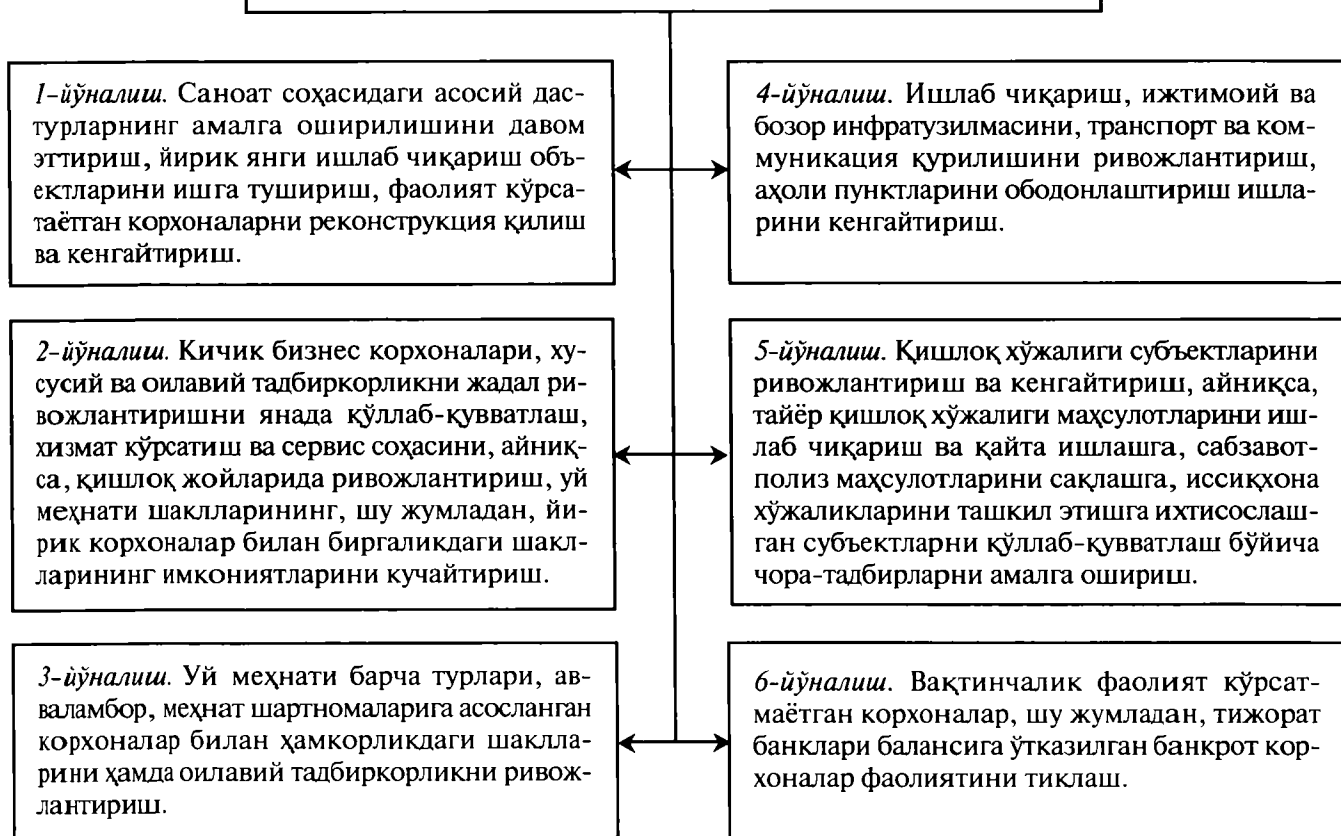 1-йўналиш. Саноат соҳасидаги асосий дас-
турларнинг амалга оширилишини давом
эттириш, йирик янги ишлаб чиқариш объ-
ектларини ишга тушириш, фаолият кўрса-
таётган корхоналарни реконструкция қилиш
ва кенгайтириш.
2-йўналиш. Кичик бизнес корхоналари, ху-
сусий ва оилавий тадбиркорликни жадал ри-
вожлантиришни янада қўллаб-қувватлаш,
хизмат кўрсатиш ва сервис соҳасини, айниқ-
са, қишлоқ жойларида ривожлантириш, уй
меҳнати шаклларининг, шу жумладан, йи-
рик корхоналар билан биргаликдаги шакл-
ларининг имкониятларини кучайтириш.
3-йўналиш. Уй меҳнати барча турлари, ав-
валамбор, меҳнат шартномаларига асосланган
корхоналар билан ҳамкорликдаги шаклла-
рини ҳамда оилавий тадбиркорликни ривож-
лантириш.
4-йўналиш. Ишлаб чиқариш, ижтимоий ва
бозор инфратузилмасини, транспорт ва ком-
муникация қурилишини ривожлантириш,
аҳоли пунктларини ободонлаштириш ишла-
рини кенгайтириш.
5-йўналиш. Қишлоқ хўжалиги субъектларини
ривожлантириш ва кенгайтириш, айниқса,
тайёр қишлоқ хўжалиги маҳсулотларини иш-
лаб чиқариш ва қайта ишлашга, сабзавот-
полиз маҳсулотларини сақлашга, иссиқхона
хўжаликларини ташкил этишга ихтисослаш-
ган субъектларни қўллаб-қувватлаш бўйича
чора-тадбирларни амалга ошириш.
6-йўналиш. Вақтинчалик фаолият кўрсат-
маётган корхоналар, шу жумладан, тижорат
банклари балансига ўтказилган банкрот кор-
хоналар фаолиятини тиклаш.